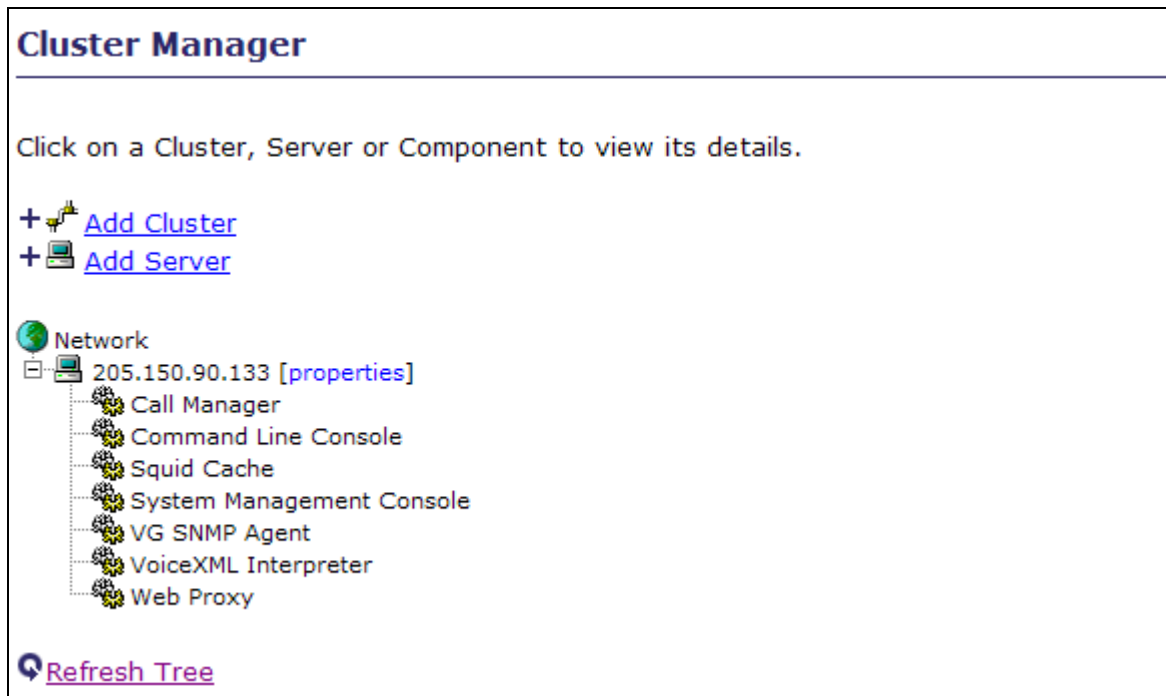 Cluster Manager
Click on a Cluster, Server or Component to view its details.
Add Cluster
Add Server
Network
205.150.90.133 [properties]
Call Manager
Command Line Console
Squid Cache
System Management Console
VG SNMP Agent
VoiceXML Interpreter
Web Proxy
Refresh Tree